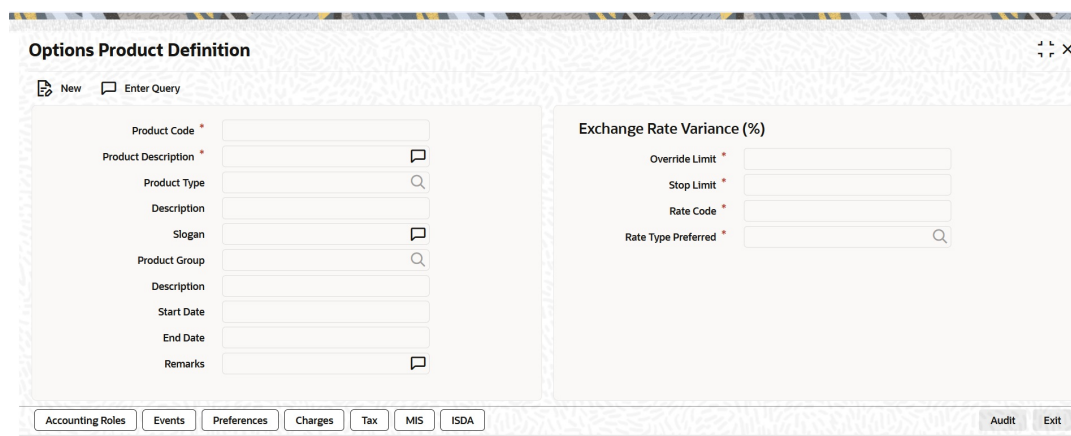 Options Product Definition
New Enter Query
Product Code *
Product Description *
Product Type
Description
Slogan
Product Group
Description
Start Date
End Date
Remarks
Exchange Rate Variance (%)
Override Limit *
Stop Limit *
Rate Code *
Rate Type Preferred *
Accounting Roles Events Preferences Charges Tax MIS ISDA Audit Exit